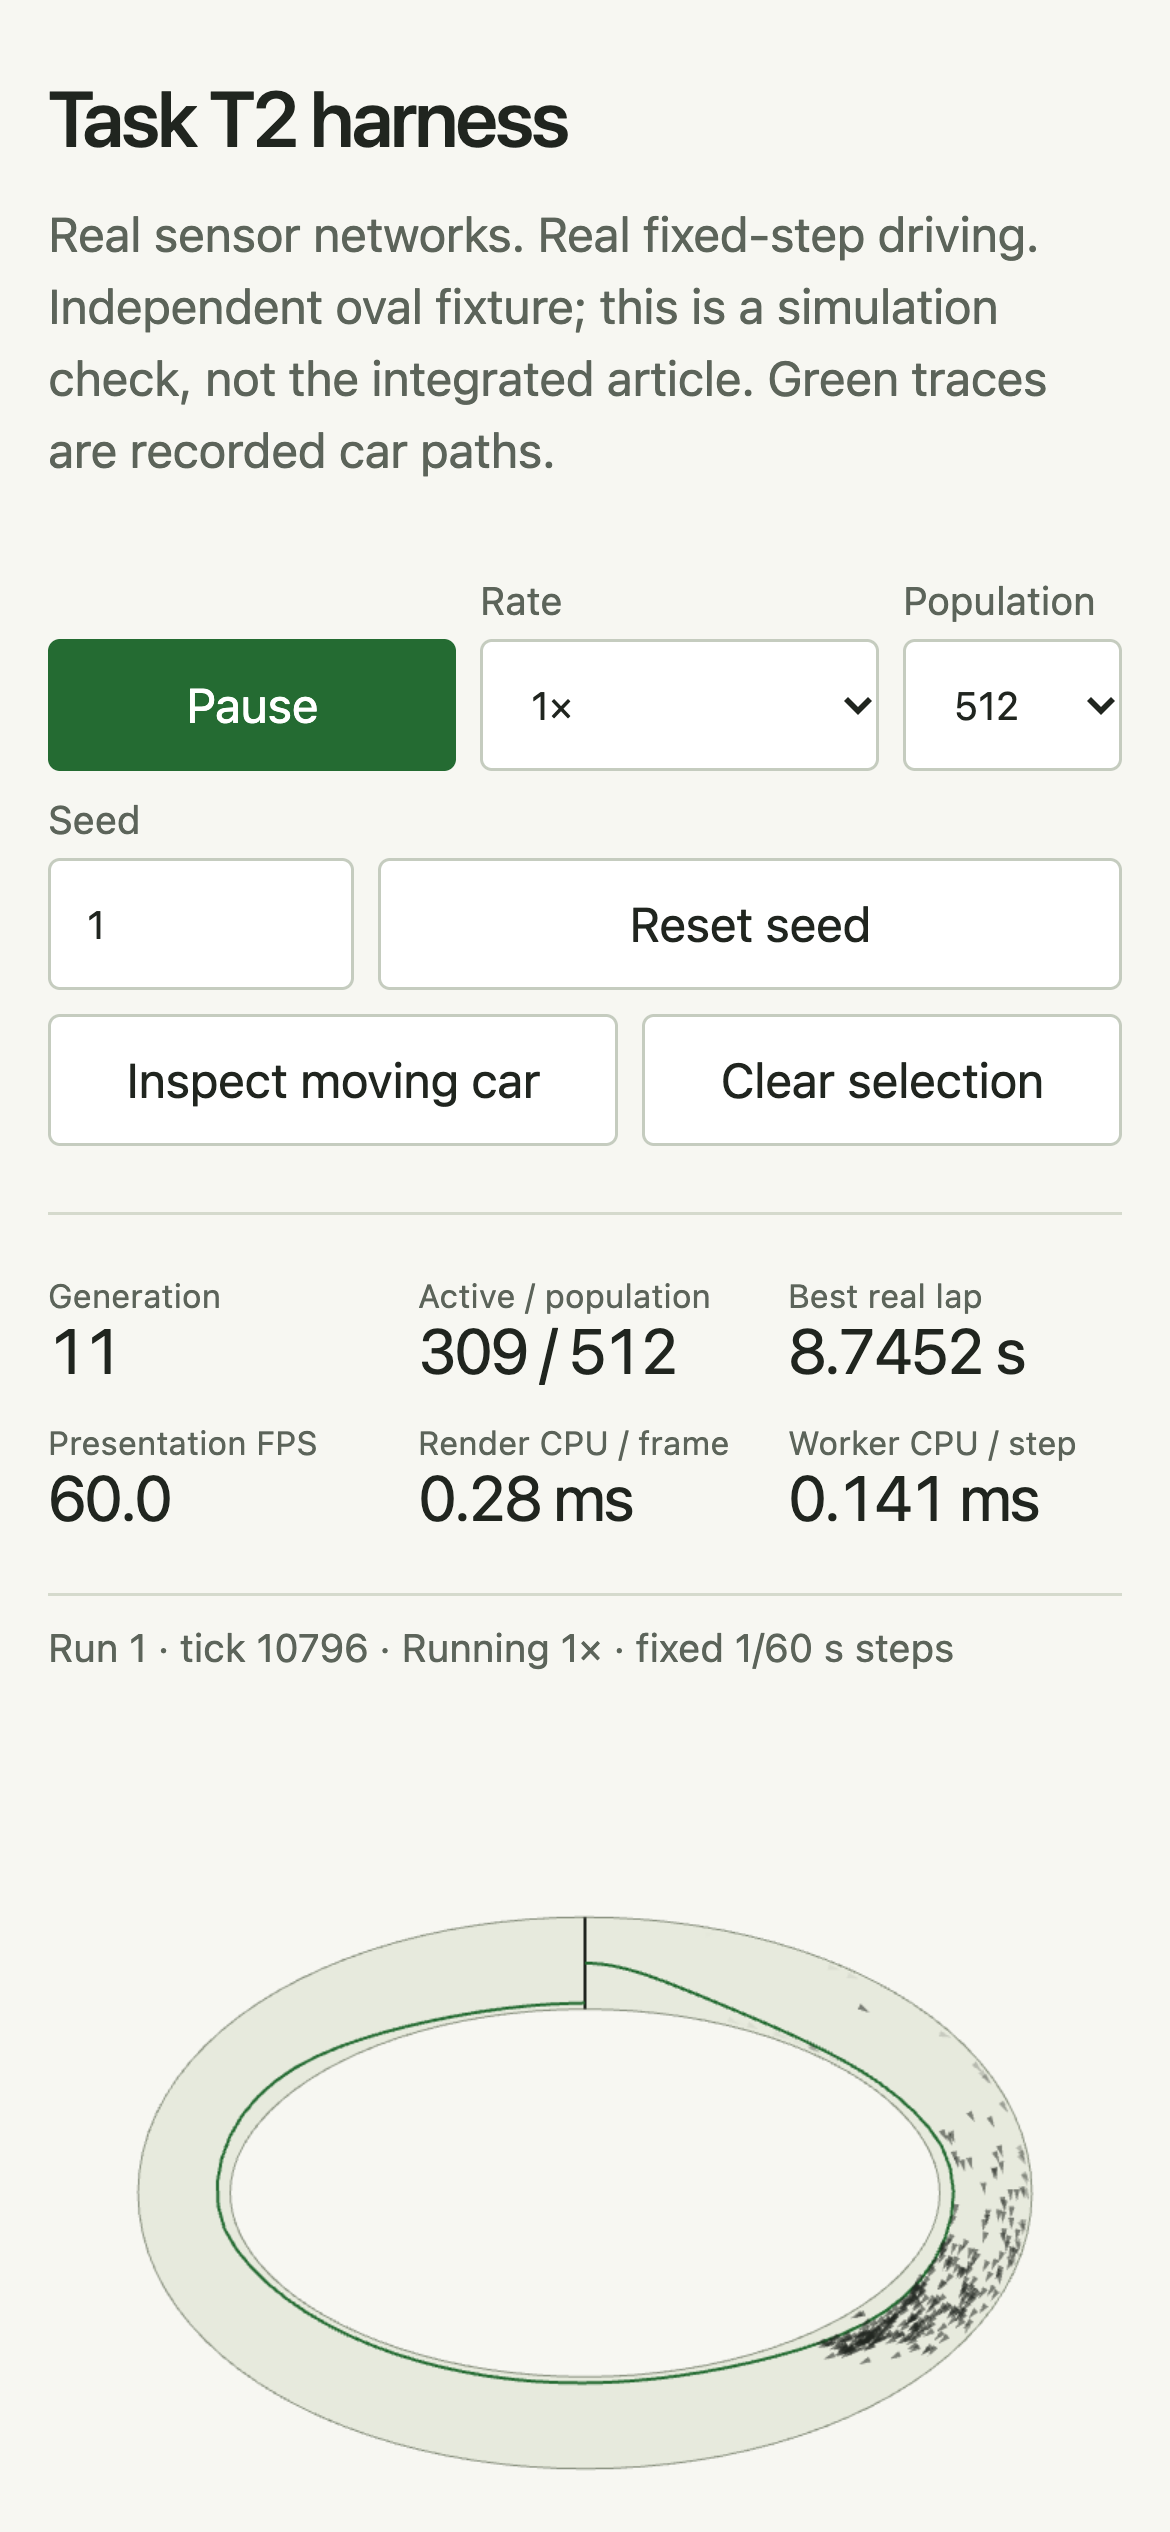 Task T2 harness
Real sensor networks. Real fixed-step driving.
Independent oval fixture; this is a simulation
check, not the integrated article. Green traces
are recorded car paths.
Rate
Population
Pause
1×
512
Seed
1
Reset seed
Inspect moving car
Clear selection
Generation
Active / population
Best real lap
11
309 / 512
8.7452 s
Presentation FPS
Render CPU / frame
Worker CPU / step
60.0
0.28 ms
0.141 ms
Run 1 · tick 10796 · Running 1× · fixed 1/60 s steps